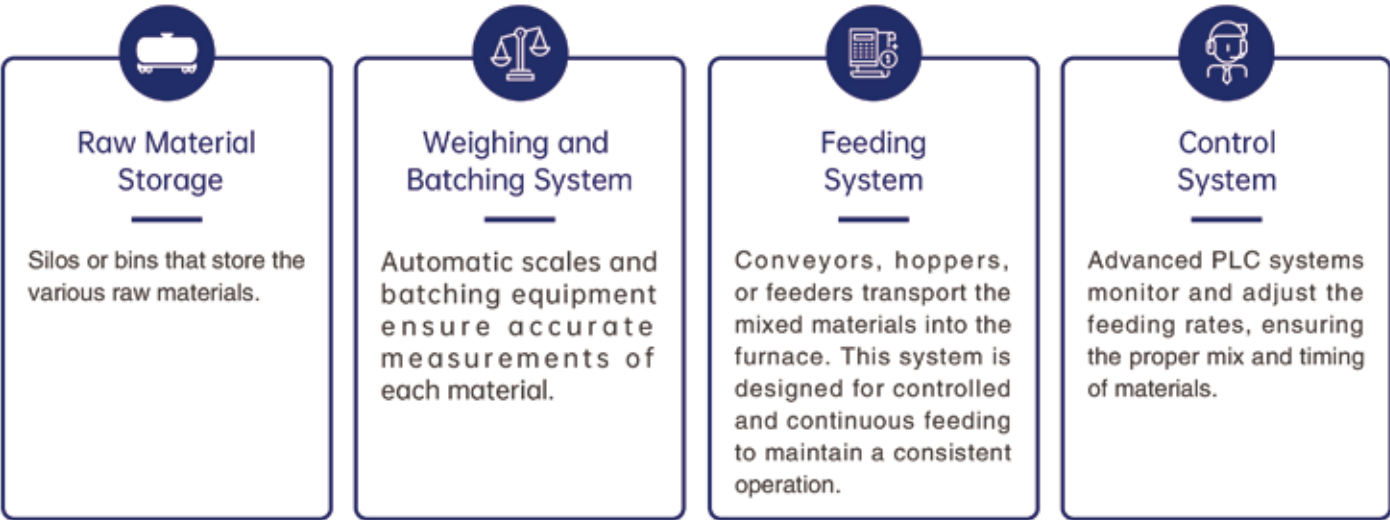 Raw Material
Storage
Silos or bins that store the
various raw materials.
Weighing and
Batching System
Automatic scales and
batching equipment
ensure accurate
measurements of
each material.
Feeding
System
Conveyors, hoppers,
or feeders transport the
mixed materials into the
furnace. This system is
designed for controlled
and continuous feeding
to maintain a consistent
operation.
Control
System
Advanced PLC systems
monitor and adjust the
feeding rates, ensuring
the proper mix and timing
of materials.